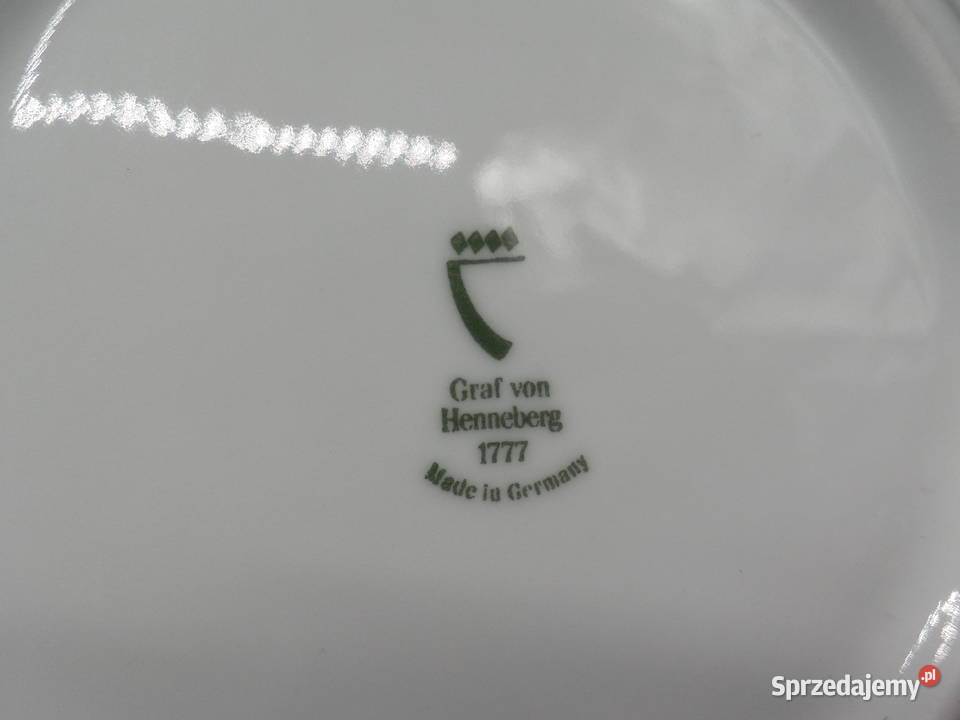 Graf von
Henneberg
1777
Made in Germany
Sprzedajemy.pl